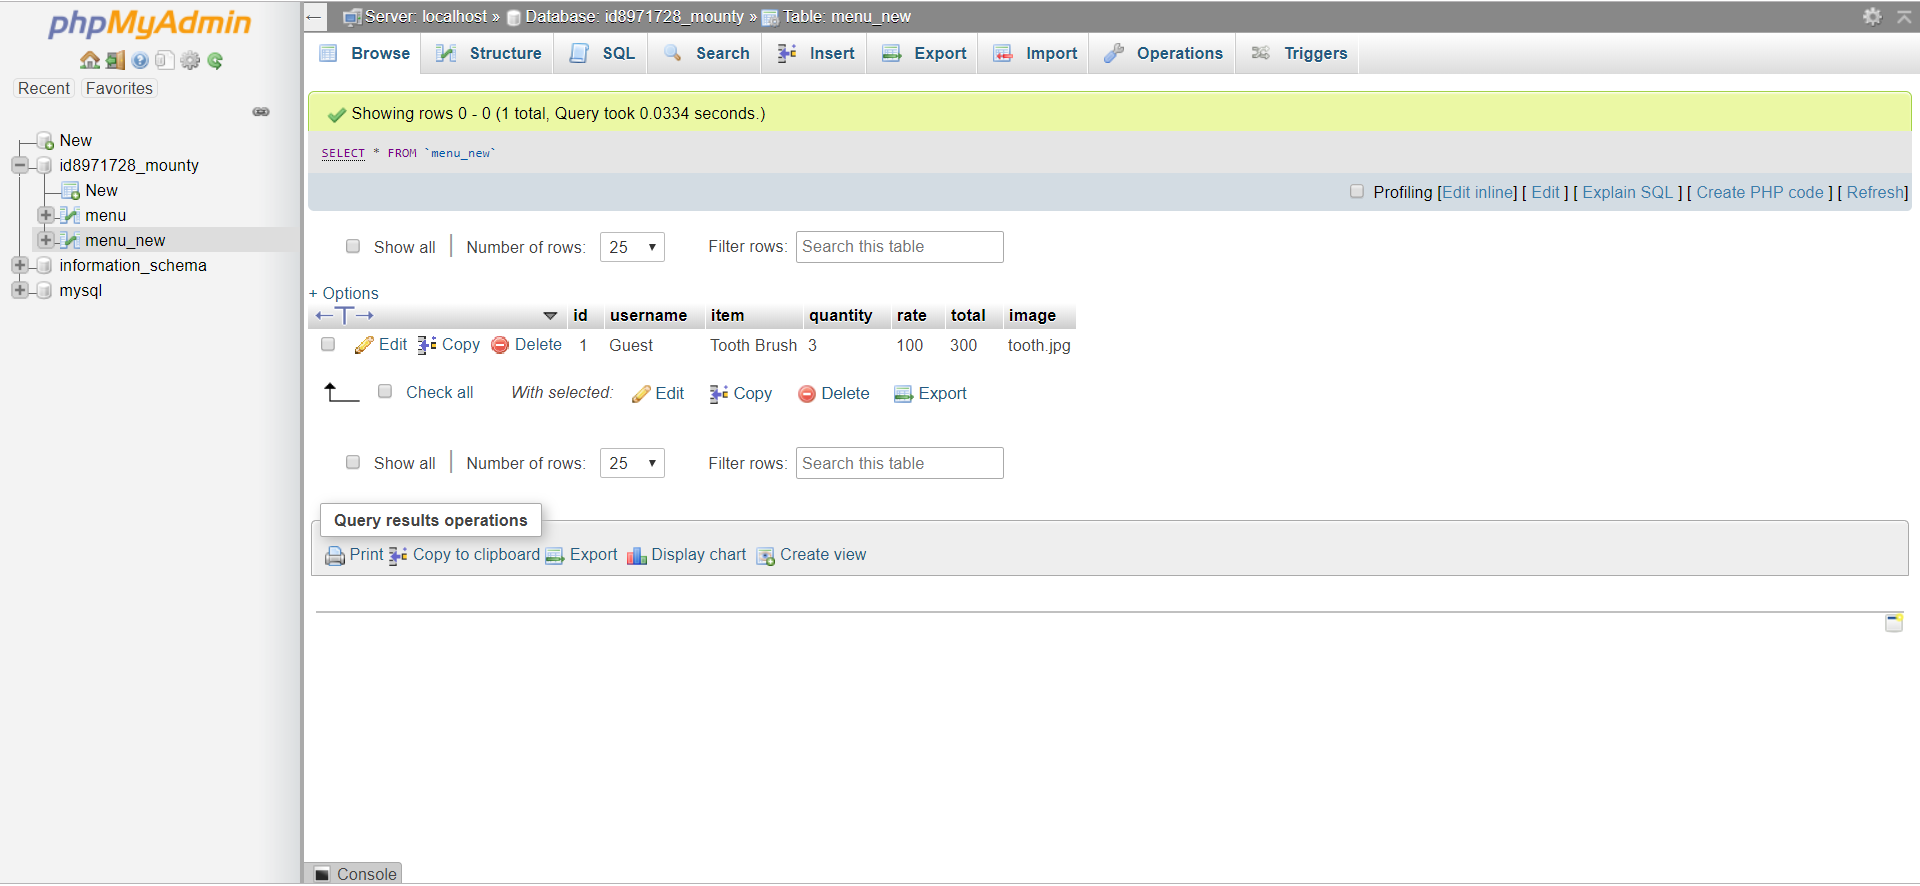 phpMyAdmin
Recent Favorites
New
id8971728_mounty
New
menu
menu_new
information_schema
mysql
Server: localhost » Database: id8971728_mounty » Table: menu_new
Browse Structure SQL Search Insert Export Import Operations Triggers
Showing rows 0 - 0 (1 total, Query took 0.0334 seconds.)
SELECT * FROM `menu_new`
Profiling [Edit inline] [ Edit ] [ Explain SQL ] [ Create PHP code ] [ Refresh]
Show all Number of rows: 25 Filter rows: Search this table
+ Options
id username item quantity rate total image
Edit Copy Delete 1 Guest Tooth Brush 3 100 300 tooth.jpg
Check all With selected: Edit Copy Delete Export
Show all Number of rows: 25 Filter rows: Search this table
Query results operations
Print Copy to clipboard Export Display chart Create view
Console